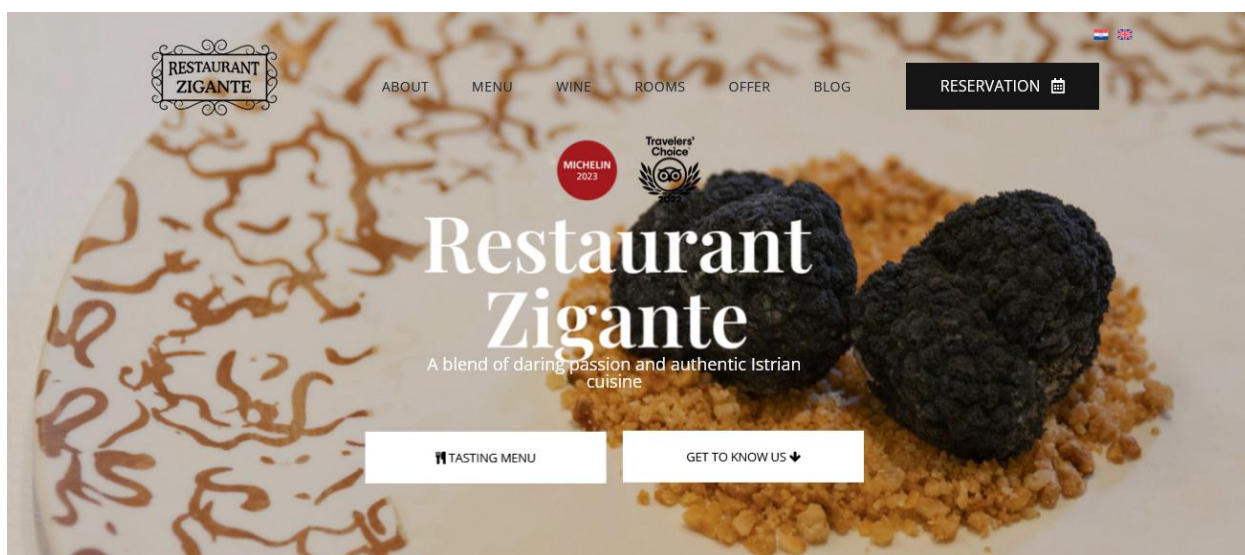 RESTAURANT
ZIGANTE
ABOUT MENU WINE ROOMS OFFER BLOG
RESERVATION
MICHELIN
2023
Travelers'
Choice
2022
Restaurant
Zigante
A blend of daring passion and authentic Istrian
cuisine
TASTING MENU
GET TO KNOW US